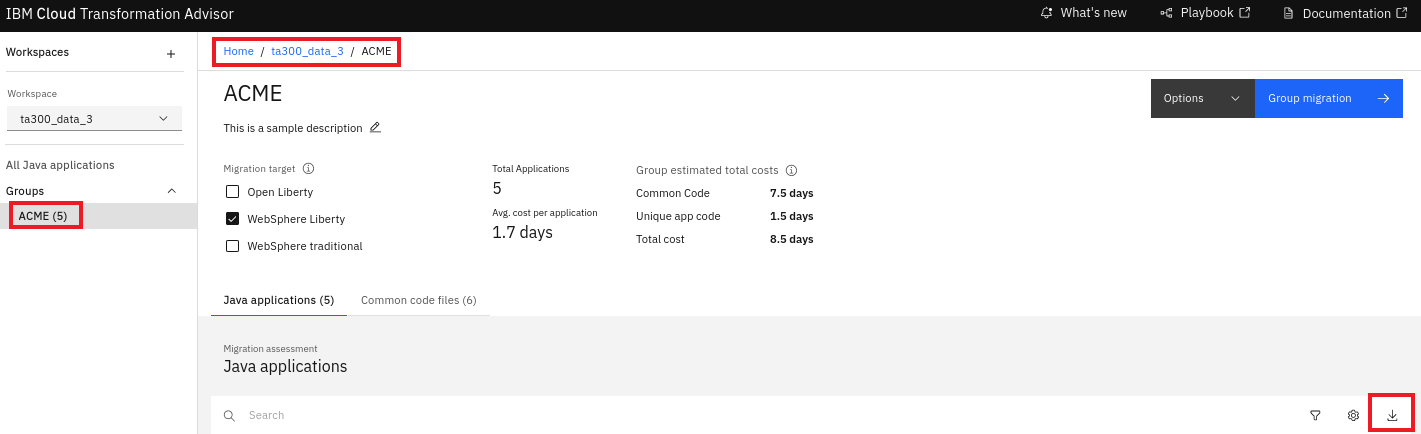 IBM Cloud Transformation Advisor
What's new
Playbook
Documentation
Workspaces
+
Workspace
ta300_data_3
All Java applications
Groups
ACME (5)
Home / ta300_data_3 / ACME
ACME
Options
Group migration
This is a sample description
Migration target
Open Liberty
WebSphere Liberty
WebSphere traditional
Total Applications
5
Avg. cost per application
1.7 days
Group estimated total costs
Common Code 7.5 days
Unique app code 1.5 days
Total cost 8.5 days
Java applications (5)
Common code files (6)
Migration assessment
Java applications
Search